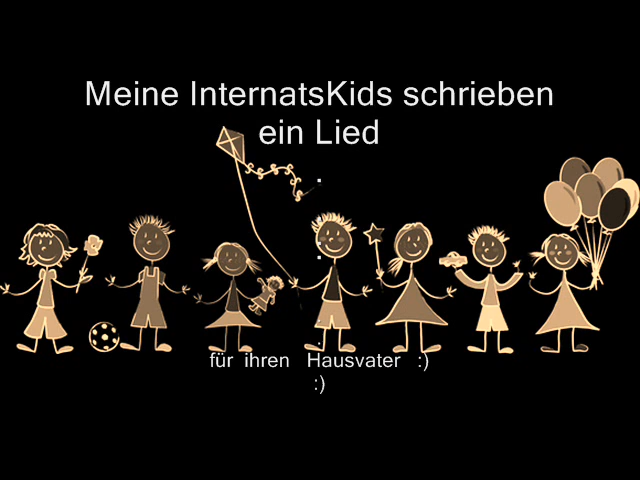 Meine InternatsKids schrieben
ein Lied
.
.
.
.
für ihren Hausvater :)
:)